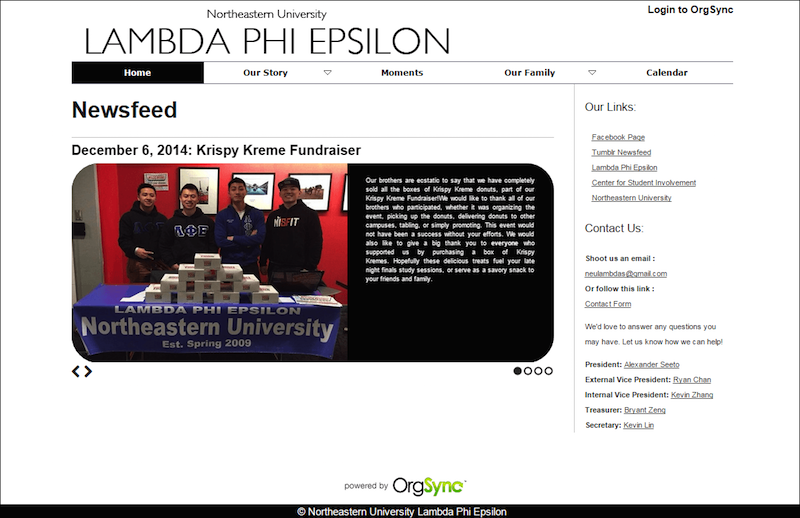 Northeastern University
Login to OrgSync
LAMBDA PHI EPSILON
Home
Our Story
Moments
Our Family
Calendar
Newsfeed
December 6, 2014: Krispy Kreme Fundraiser
Our brothers are ecstatic to say that we have completely
sold all the boxes of Krispy Kreme donuts, part of our
Krispy Kreme Fundraiser!We would like to thank all of our
brothers who participated, whether it was organizing the
event, picking up the donuts, delivering donuts to other
campuses, tabling, or simply promoting. This event would
not have been a success without your efforts. We would
also like to give a big thank you to everyone who
supported us by purchasing a box of Krispy
Kremes. Hopefully these delicious treats fuel your late
night finals study sessions, or serve as a savory snack to
your friends and family.
ΛΦΕ
MISFIT
LAMBDA PHI EPSILON
Northeastern University
Est. Spring 2009
Our Links:
Facebook Page
Tumblr Newsfeed
Lambda Phi Epsilon
Center for Student Involvement
Northeastern University
Contact Us:
Shoot us an email :
neulambdas@gmail.com
Or follow this link :
Contact Form
We'd love to answer any questions you
may have. Let us know how we can help!
President: Alexander Seeto
External Vice President: Ryan Chan
Internal Vice President: Kevin Zhang
Treasurer: Bryant Zeng
Secretary: Kevin Lin
powered by OrgSync
© Northeastern University Lambda Phi Epsilon